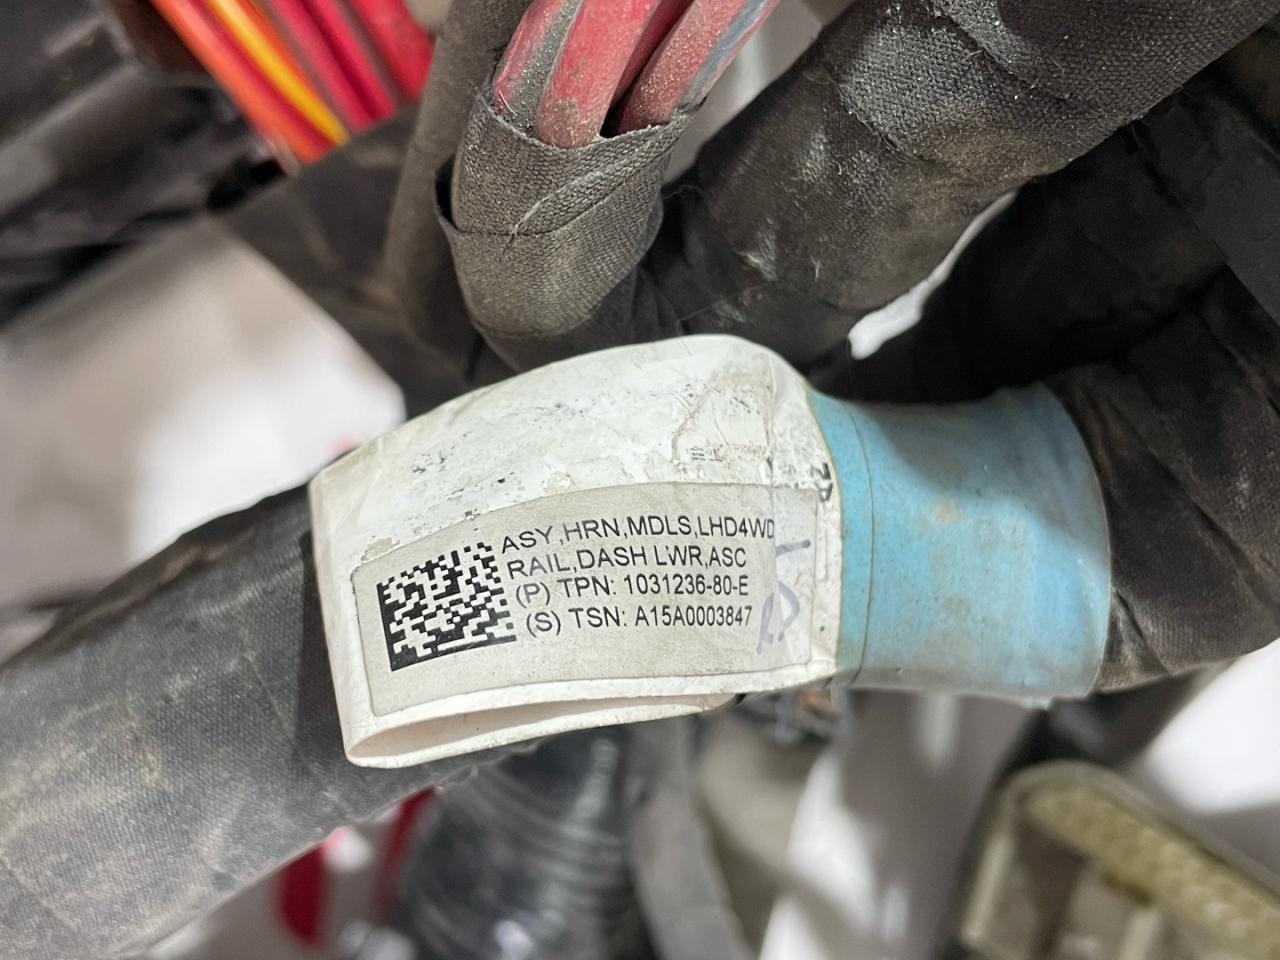 ASY,HRN,MDLS,LHD4WD
RAIL,DASH LWR,ASC
(P) TPN: 1031236-80-E
(S) TSN: A15A0003847